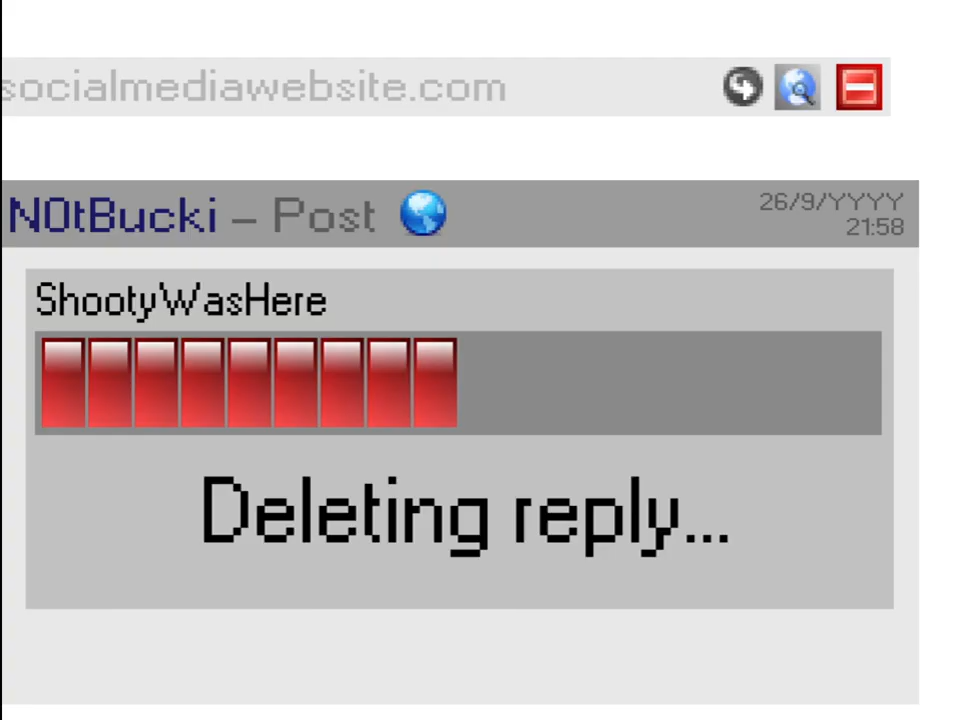 socialmediawebsite.com
N0tBucki – Post
26/9/YYYY
21:58
ShootyWasHere
Deleting reply...